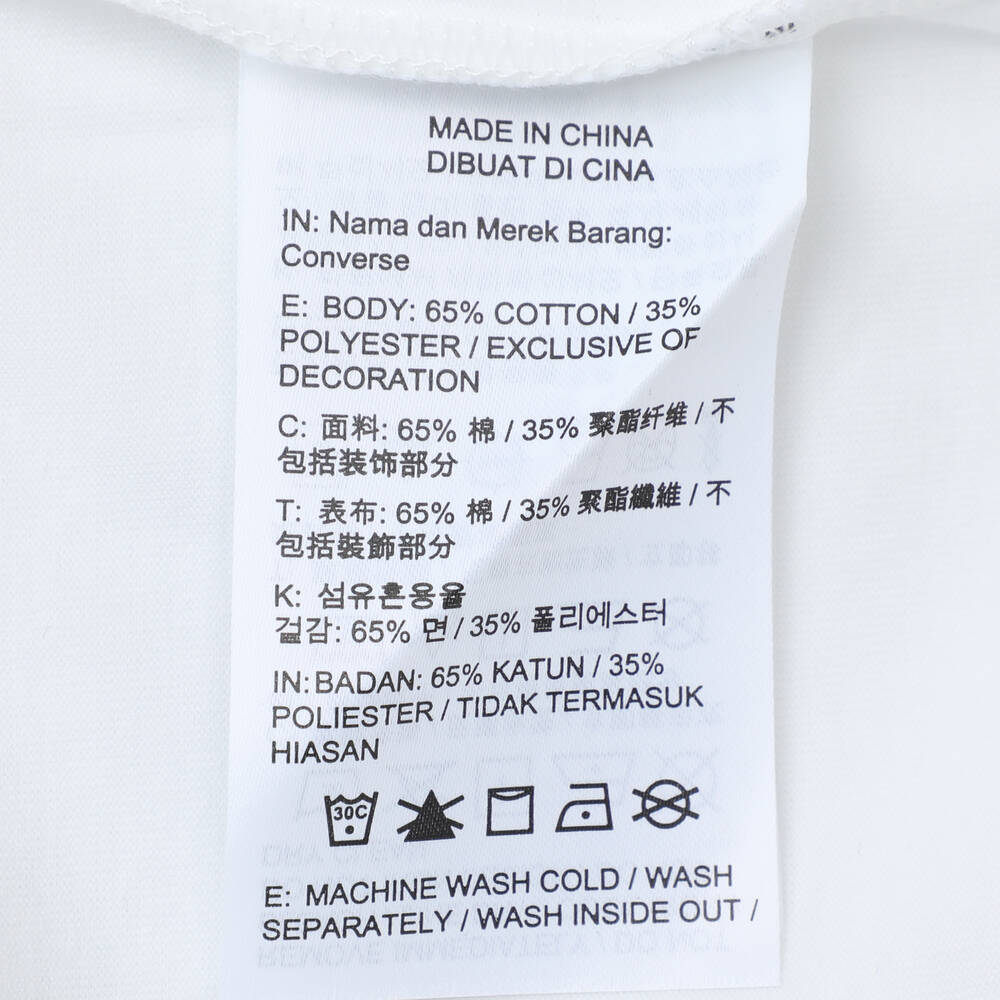 MADE IN CHINA
DIBUAT DI CINA
IN: Nama dan Merek Barang:
Converse
E: BODY: 65% COTTON / 35%
POLYESTER / EXCLUSIVE OF
DECORATION
C: 面料: 65% 棉 / 35% 聚酯纤维 / 不
包括装饰部分
T: 表布: 65% 棉 / 35% 聚酯纖維 / 不
包括裝飾部分
K: 섬유혼용율
겉감: 65% 면 / 35% 폴리에스터
IN: BADAN: 65% KATUN / 35%
POLIESTER / TIDAK TERMASUK
HIASAN
30C
E: MACHINE WASH COLD / WASH
SEPARATELY / WASH INSIDE OUT /